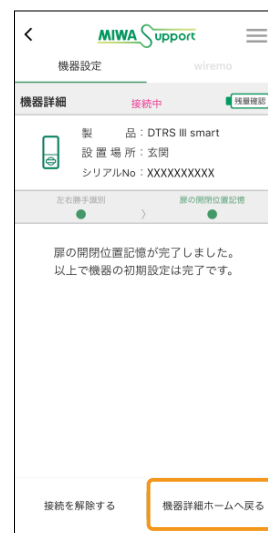 MIWA Support
機器設定 wiremo
機器詳細 接続中 残量確認
製　品：DTRS III smart
設置場所：玄関
シリアルNo：XXXXXXXXXX
左右勝手識別 〉 扉の開閉位置記憶
扉の開閉位置記憶が完了しました。
以上で機器の初期設定は完了です。
接続を解除する 機器詳細ホームへ戻る